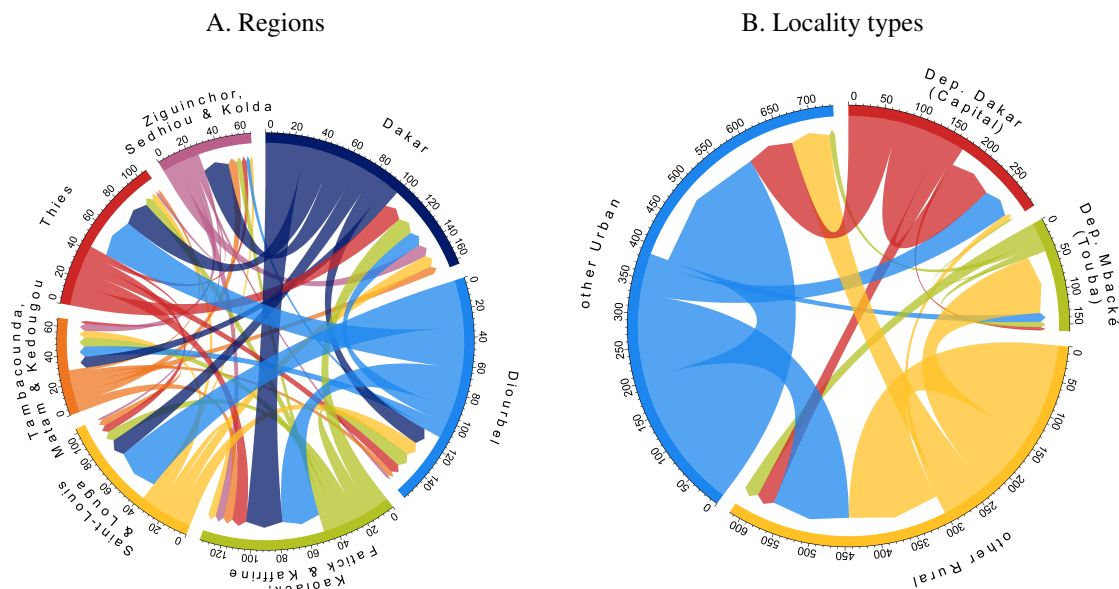 A. Regions
B. Locality types
Ziguinchor,
Sedhiou & Kolda
Dakar
Diourbel
Fatick & Kaffrine
Saint-Louis
& Louga
Tambacounda,
Matam & Kedougou
Thies
0 20 40 60
0 20 40 60 80 100 120 140 160
0 20 40 60 80 100 120 140
0 20 40 60 80 100 120
0 20 40 60 80 100
0 20 40 60
0 20 40 60 80 100
Dep. Dakar
(Capital)
Dep. Mbacké
(Touba)
other Rural
other Urban
0 50 100 150 200 250
0 50 100 150
0 50 100 150 200 250 300 350 400 450 500 550 600
0 50 100 150 200 250 300 350 400 450 500 550 600 650 700